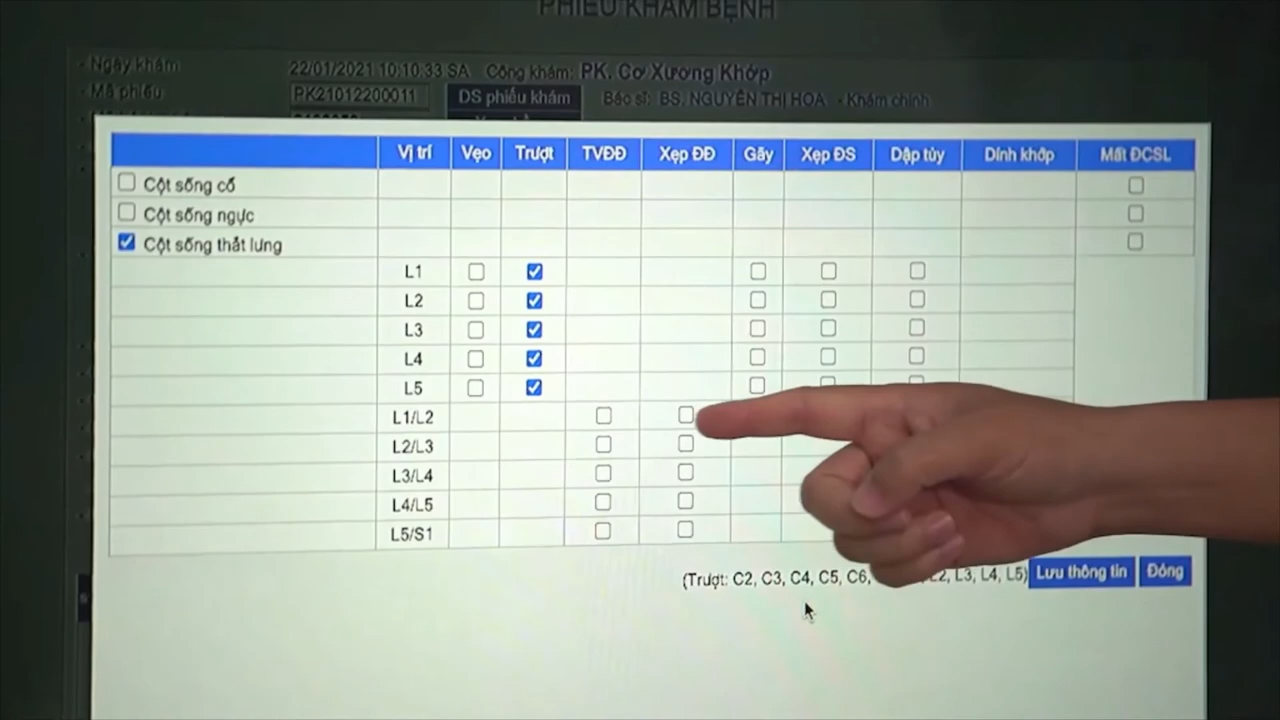 PHIẾU KHÁM BỆNH
- Ngày khám 22/01/2021 10:10:33 SA Công khám: PK. Cơ Xương Khớp
- Mã phiếu PK21012200011 DS phiếu khám Bác sĩ: BS. NGUYỄN THỊ HOA - Khám chính
Vị trí Vẹo Trượt TVĐĐ Xẹp ĐĐ Gãy Xẹp ĐS Dập tủy Dính khớp Mất ĐCSL
Cột sống cổ
Cột sống ngực
Cột sống thắt lưng
L1
L2
L3
L4
L5
L1/L2
L2/L3
L3/L4
L4/L5
L5/S1
(Trượt: C2, C3, C4, C5, C6, L2, L3, L4, L5) Lưu thông tin Đóng